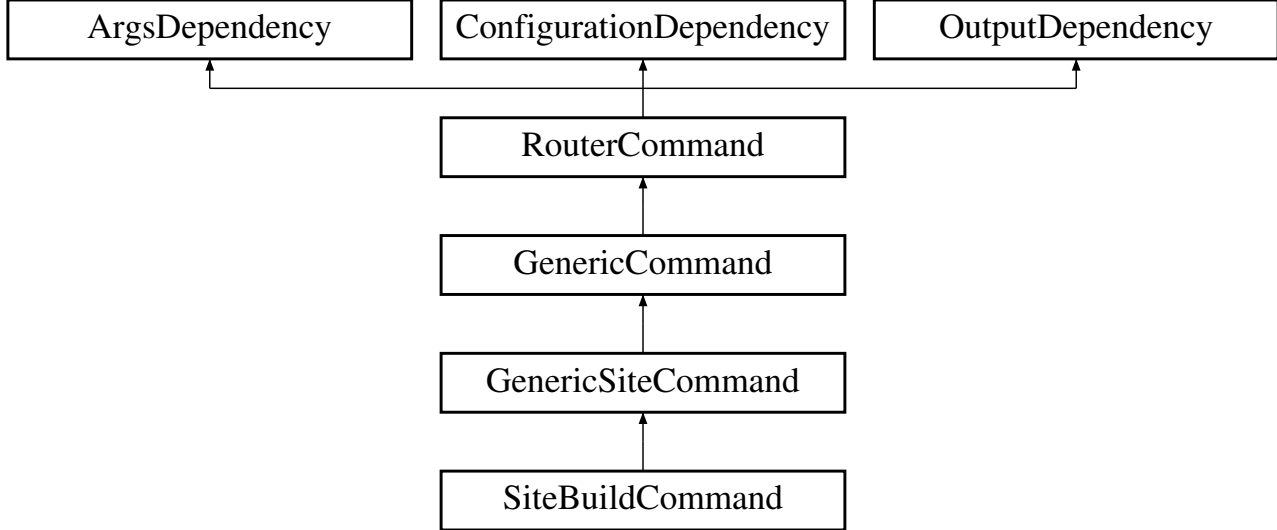 ArgsDependency
ConfigurationDependency
OutputDependency
RouterCommand
GenericCommand
GenericSiteCommand
SiteBuildCommand